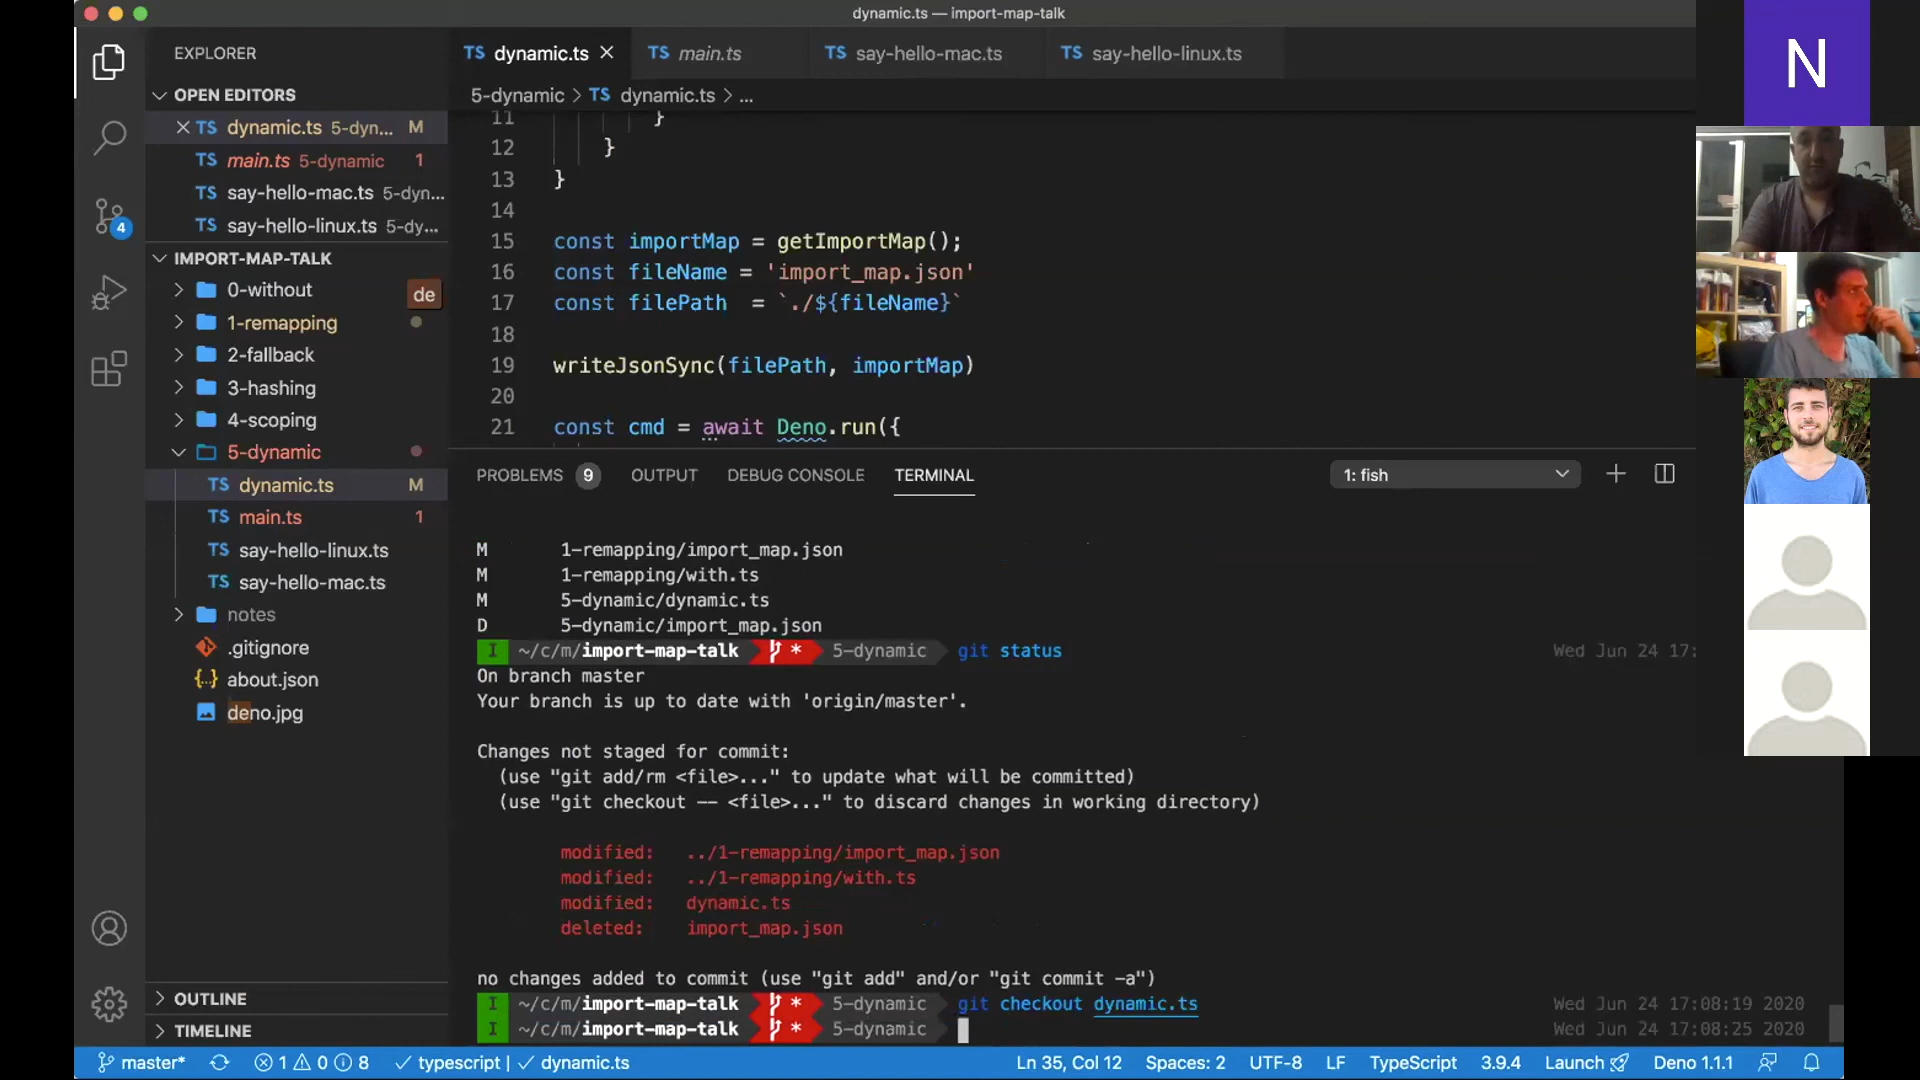 dynamic.ts — import-map-talk
EXPLORER
TS dynamic.ts
TS main.ts
TS say-hello-mac.ts
TS say-hello-linux.ts
N
OPEN EDITORS
5-dynamic > TS dynamic.ts > ...
TS dynamic.ts 5-dyn... M
TS main.ts 5-dynamic 1
TS say-hello-mac.ts 5-dyn...
TS say-hello-linux.ts 5-dy...
4
IMPORT-MAP-TALK
0-without
de
1-remapping
2-fallback
3-hashing
4-scoping
5-dynamic
TS dynamic.ts M
TS main.ts 1
TS say-hello-linux.ts
TS say-hello-mac.ts
notes
.gitignore
{..} about.json
deno.jpg
OUTLINE
TIMELINE
11 }
12 }
13 }
14
15 const importMap = getImportMap();
16 const fileName = 'import_map.json'
17 const filePath = `./${fileName}`
18
19 writeJsonSync(filePath, importMap)
20
21 const cmd = await Deno.run({
PROBLEMS 9 OUTPUT DEBUG CONSOLE TERMINAL 1: fish
M 1-remapping/import_map.json
M 1-remapping/with.ts
M 5-dynamic/dynamic.ts
D 5-dynamic/import_map.json
I ~/c/m/import-map-talk * 5-dynamic git status Wed Jun 24 17:
On branch master
Your branch is up to date with 'origin/master'.
Changes not staged for commit:
(use "git add/rm <file>..." to update what will be committed)
(use "git checkout -- <file>..." to discard changes in working directory)
modified: ../1-remapping/import_map.json
modified: ../1-remapping/with.ts
modified: dynamic.ts
deleted: import_map.json
no changes added to commit (use "git add" and/or "git commit -a")
I ~/c/m/import-map-talk * 5-dynamic git checkout dynamic.ts Wed Jun 24 17:08:19 2020
I ~/c/m/import-map-talk * 5-dynamic Wed Jun 24 17:08:25 2020
master* 1 0 8 typescript | dynamic.ts Ln 35, Col 12 Spaces: 2 UTF-8 LF TypeScript 3.9.4 Launch Deno 1.1.1